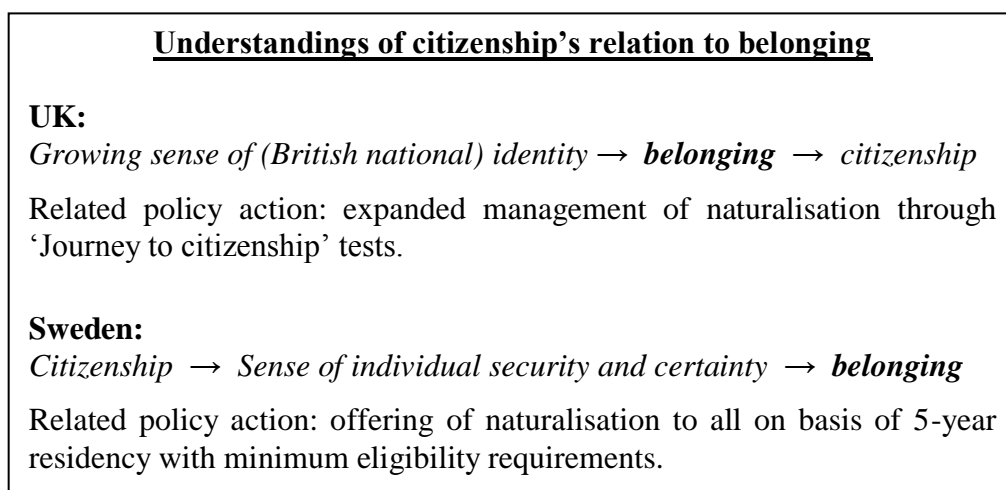 Understandings of citizenship's relation to belonging
UK:
Growing sense of (British national) identity → belonging → citizenship
Related policy action: expanded management of naturalisation through
'Journey to citizenship' tests.
Sweden:
Citizenship → Sense of individual security and certainty → belonging
Related policy action: offering of naturalisation to all on basis of 5-year
residency with minimum eligibility requirements.